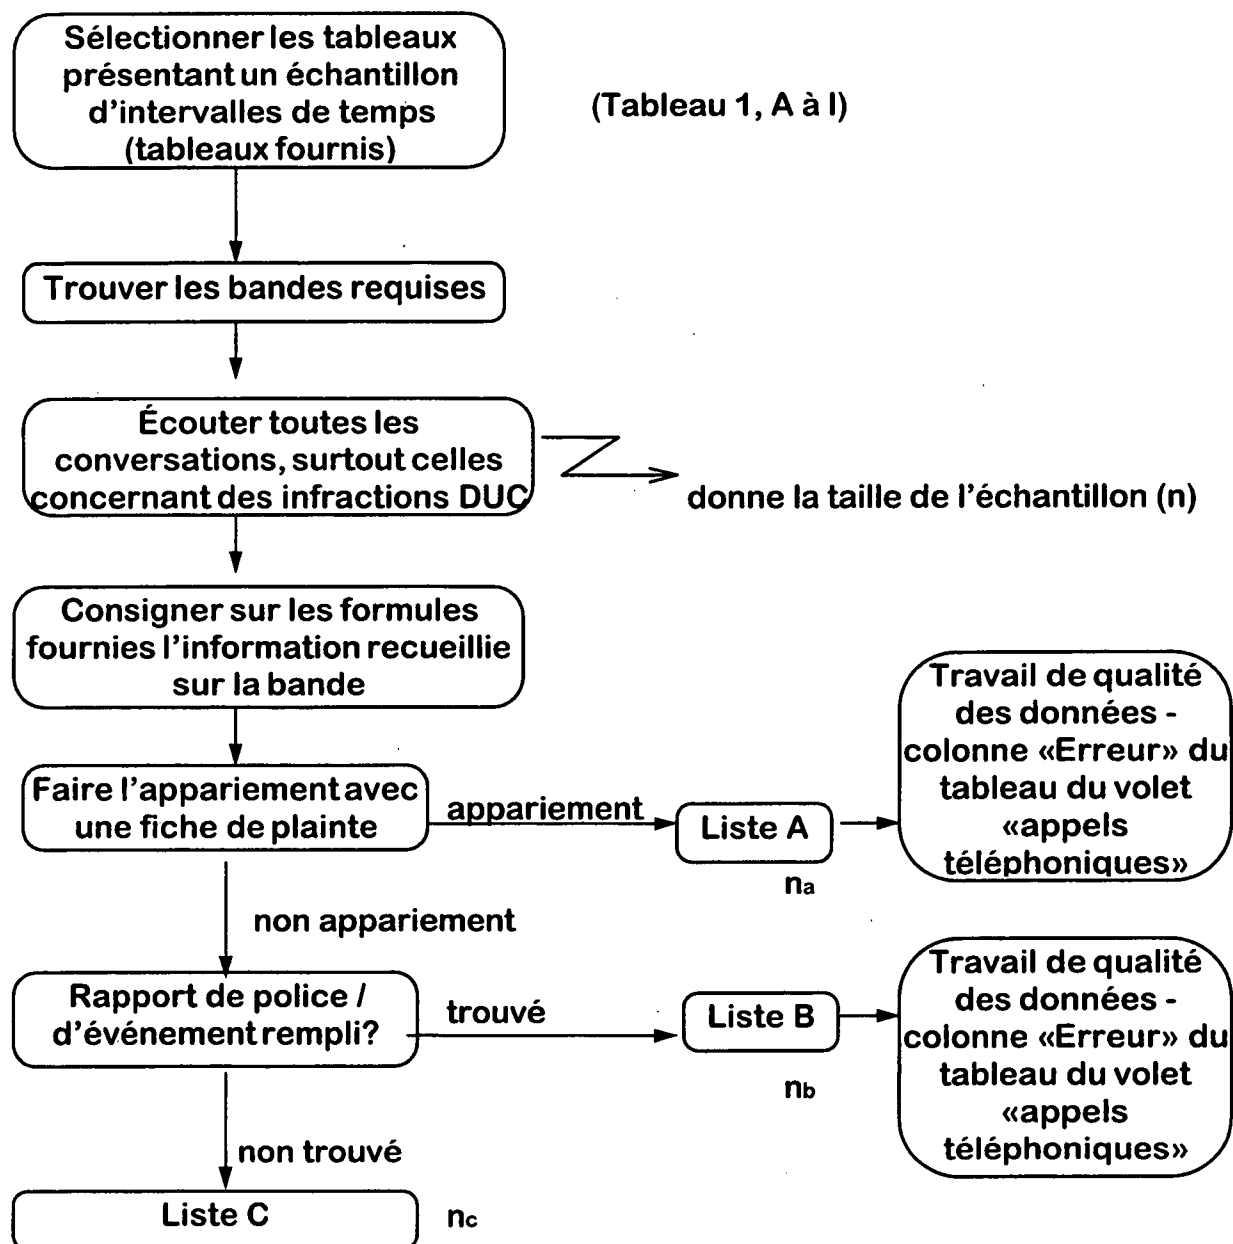 Sélectionner les tableaux
présentant un échantillon
d'intervalles de temps
(tableaux fournis)
(Tableau 1, A à I)
Trouver les bandes requises
Écouter toutes les
conversations, surtout celles
concernant des infractions DUC
donne la taille de l'échantillon (n)
Consigner sur les formules
fournies l'information recueillie
sur la bande
Faire l'appariement avec
une fiche de plainte
appariement
Liste A
na
Travail de qualité
des données -
colonne «Erreur» du
tableau du volet
«appels
téléphoniques»
non appariement
Rapport de police /
d'événement rempli?
trouvé
Liste B
nb
Travail de qualité
des données -
colonne «Erreur» du
tableau du volet
«appels
téléphoniques»
non trouvé
Liste C
nc